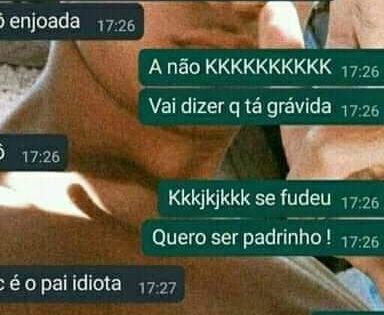 ô enjoada 17:26
A não KKKKKKKKKK 17:26
Vai dizer q tá grávida 17:26
ô 17:26
Kkkjkjkkk se fudeu 17:26
Quero ser padrinho ! 17:26
c é o pai idiota 17:27